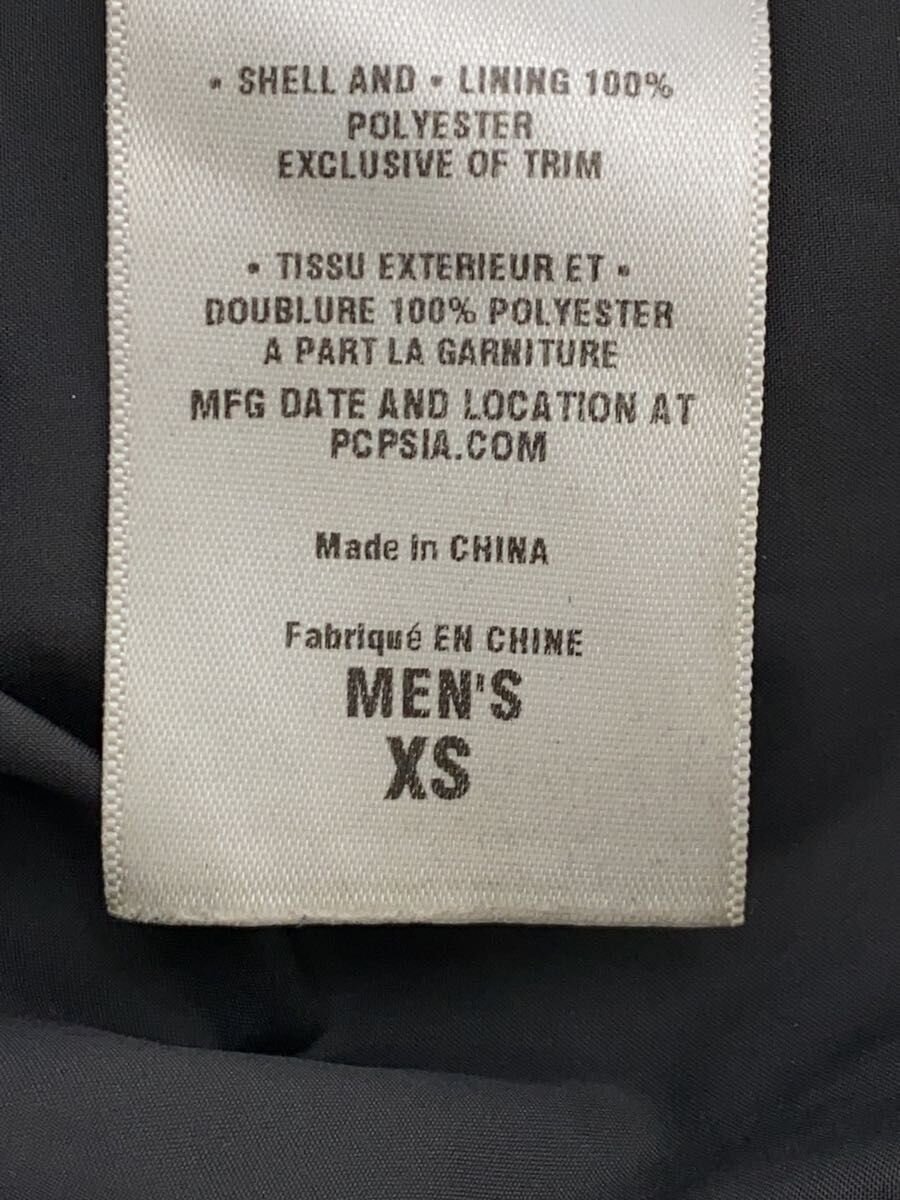 • SHELL AND • LINING 100%
POLYESTER
EXCLUSIVE OF TRIM
• TISSU EXTERIEUR ET •
DOUBLURE 100% POLYESTER
A PART LA GARNITURE
MFG DATE AND LOCATION AT
PCPSIA.COM
Made in CHINA
Fabriqué EN CHINE
MEN'S
XS